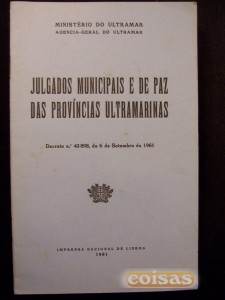 MINISTÉRIO DO ULTRAMAR
AGENCIA-GERAL DO ULTRAMAR
JULGADOS MUNICIPAIS E DE PAZ
DAS PROVÍNCIAS ULTRAMARINAS
Decreto n.º 43:898, de 6 de Setembro de 1961
IMPRENSA NACIONAL DE LISBOA
1961
coisas